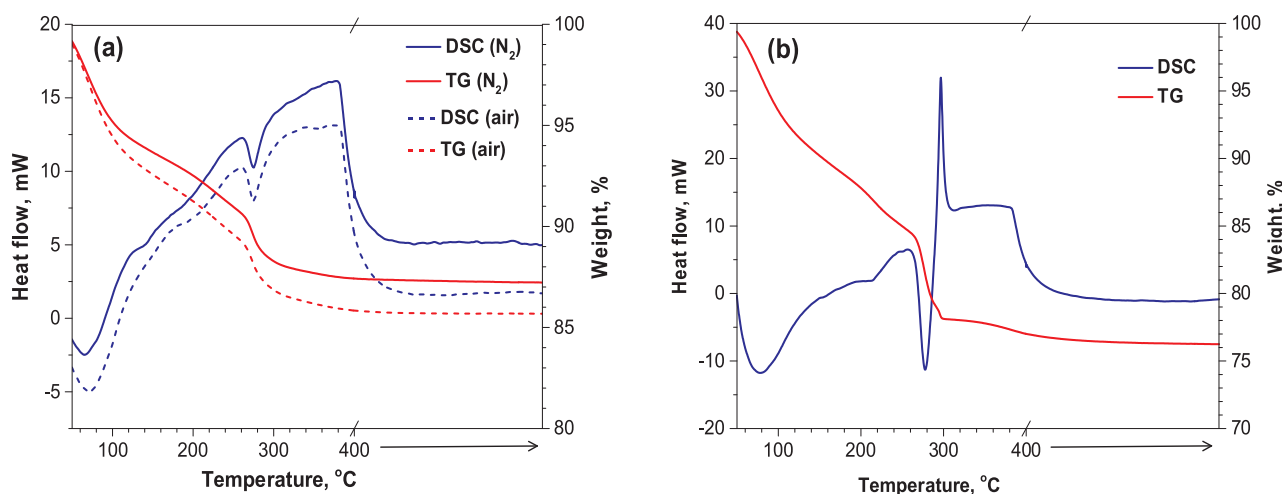 (a)
DSC (N₂)
TG (N₂)
DSC (air)
TG (air)
20
15
10
5
0
-5
Heat flow, mW
100
95
90
85
80
Weight, %
100 200 300 400
Temperature, °C
(b)
DSC
TG
40
30
20
10
0
-10
-20
Heat flow, mW
100
95
90
85
80
75
70
Weight, %
100 200 300 400
Temperature, °C